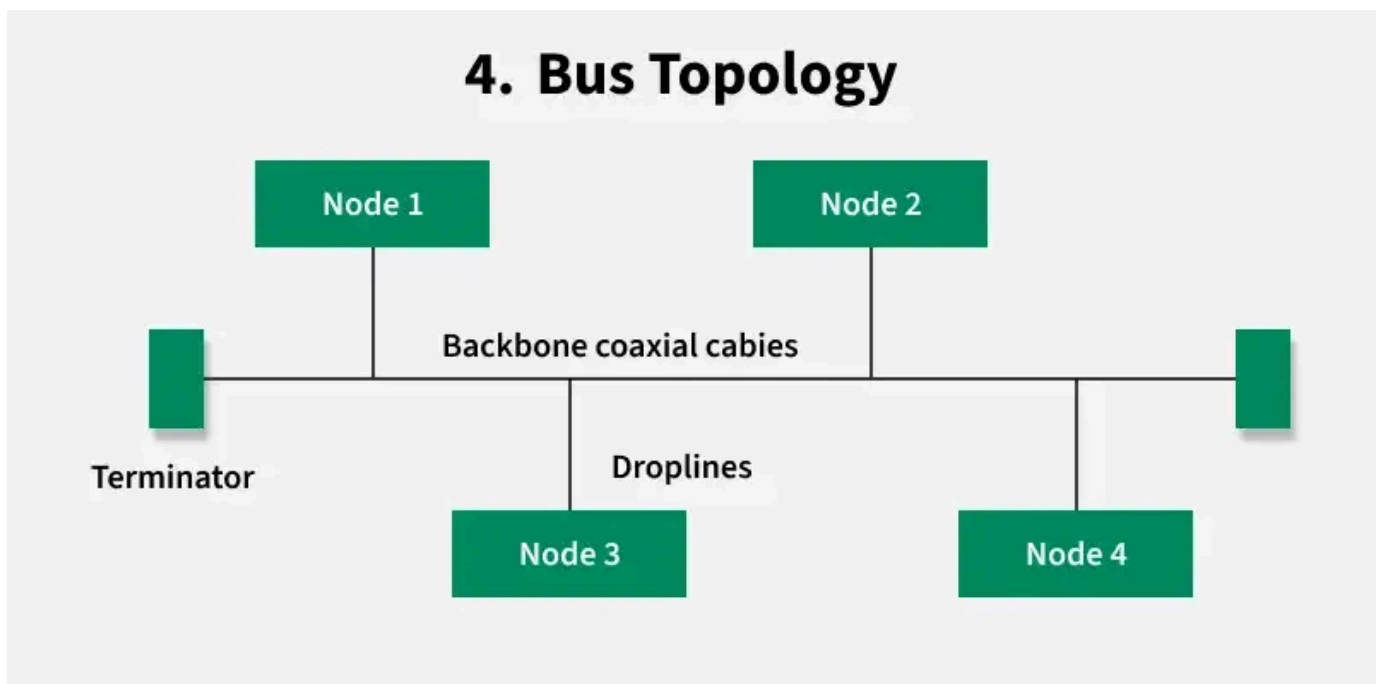 4. Bus Topology
Node 1
Node 2
Backbone coaxial cabies
Terminator
Droplines
Node 3
Node 4